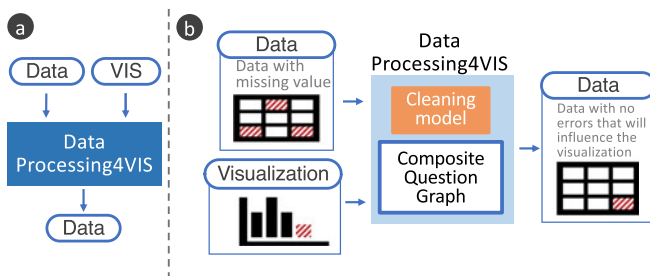 a
Data
VIS
Data
Processing4VIS
Data
b
Data
Data with
missing value
Visualization
Data
Processing4VIS
Cleaning
model
Composite
Question
Graph
Data
Data with no
errors that will
influence the
visualization